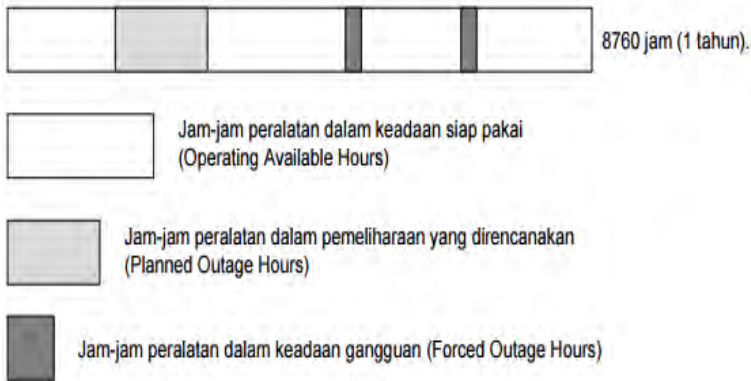 8760 jam (1 tahun).
Jam-jam peralatan dalam keadaan siap pakai
(Operating Available Hours)
Jam-jam peralatan dalam pemeliharaan yang direncanakan
(Planned Outage Hours)
Jam-jam peralatan dalam keadaan gangguan (Forced Outage Hours)